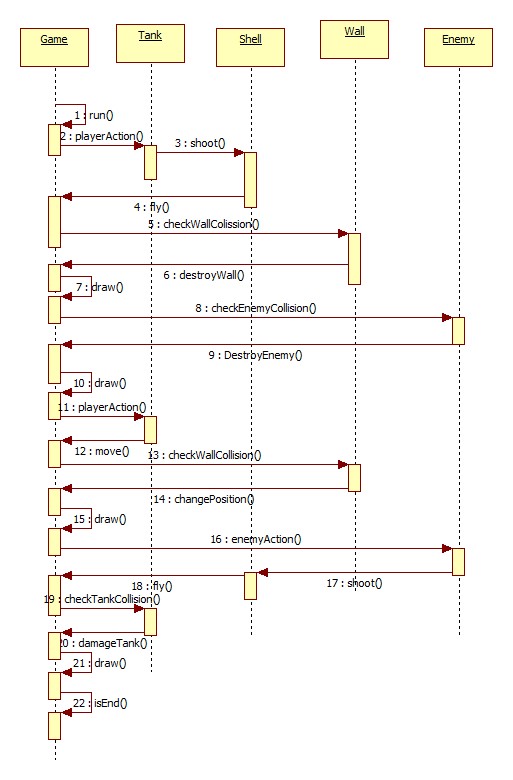 Game
Tank
Shell
Wall
Enemy
1 : run()
2 : playerAction()
3 : shoot()
4 : fly()
5 : checkWallColission()
6 : destroyWall()
7 : draw()
8 : checkEnemyCollision()
9 : DestroyEnemy()
10 : draw()
11 : playerAction()
12 : move()
13 : checkWallCollision()
14 : changePosition()
15 : draw()
16 : enemyAction()
17 : shoot()
18 : fly()
19 : checkTankCollision()
20 : damageTank()
21 : draw()
22 : isEnd()